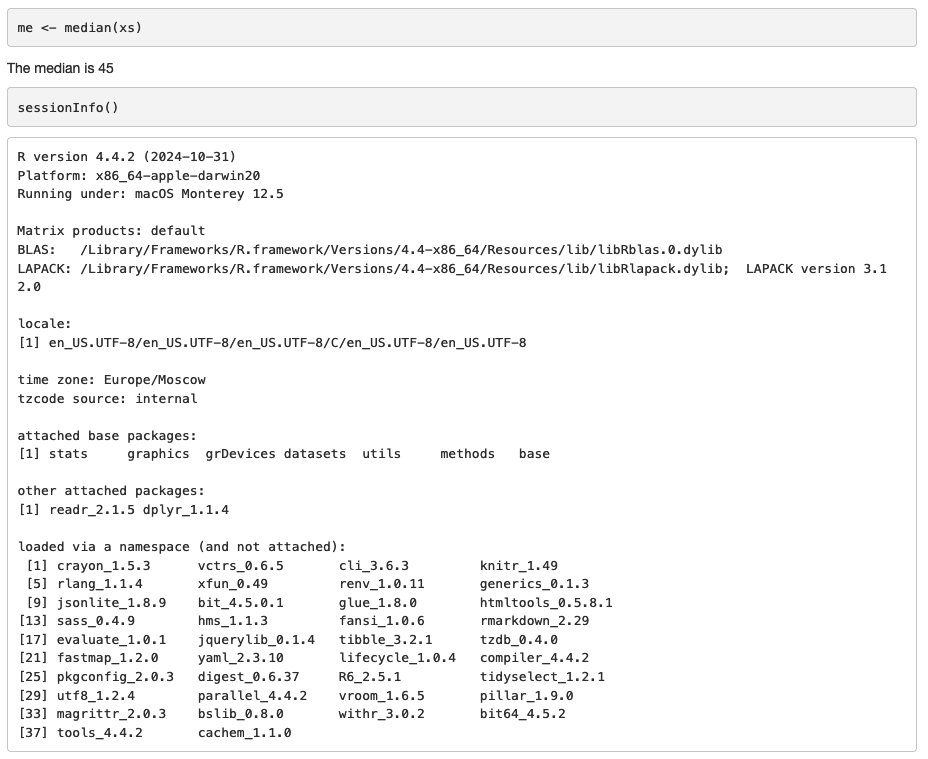 me <- median(xs)
The median is 45
sessionInfo()
R version 4.4.2 (2024-10-31)
Platform: x86_64-apple-darwin20
Running under: macOS Monterey 12.5
Matrix products: default
BLAS:   /Library/Frameworks/R.framework/Versions/4.4-x86_64/Resources/lib/libRblas.0.dylib
LAPACK: /Library/Frameworks/R.framework/Versions/4.4-x86_64/Resources/lib/libRlapack.dylib;  LAPACK version 3.1
2.0
locale:
[1] en_US.UTF-8/en_US.UTF-8/en_US.UTF-8/C/en_US.UTF-8/en_US.UTF-8
time zone: Europe/Moscow
tzcode source: internal
attached base packages:
[1] stats     graphics  grDevices datasets  utils     methods   base
other attached packages:
[1] readr_2.1.5 dplyr_1.1.4
loaded via a namespace (and not attached):
 [1] crayon_1.5.3      vctrs_0.6.5       cli_3.6.3         knitr_1.49
 [5] rlang_1.1.4       xfun_0.49         renv_1.0.11       generics_0.1.3
 [9] jsonlite_1.8.9    bit_4.5.0.1       glue_1.8.0        htmltools_0.5.8.1
[13] sass_0.4.9        hms_1.1.3         fansi_1.0.6       rmarkdown_2.29
[17] evaluate_1.0.1    jquerylib_0.1.4   tibble_3.2.1      tzdb_0.4.0
[21] fastmap_1.2.0     yaml_2.3.10       lifecycle_1.0.4   compiler_4.4.2
[25] pkgconfig_2.0.3   digest_0.6.37     R6_2.5.1          tidyselect_1.2.1
[29] utf8_1.2.4        parallel_4.4.2    vroom_1.6.5       pillar_1.9.0
[33] magrittr_2.0.3    bslib_0.8.0       withr_3.0.2       bit64_4.5.2
[37] tools_4.4.2       cachem_1.1.0